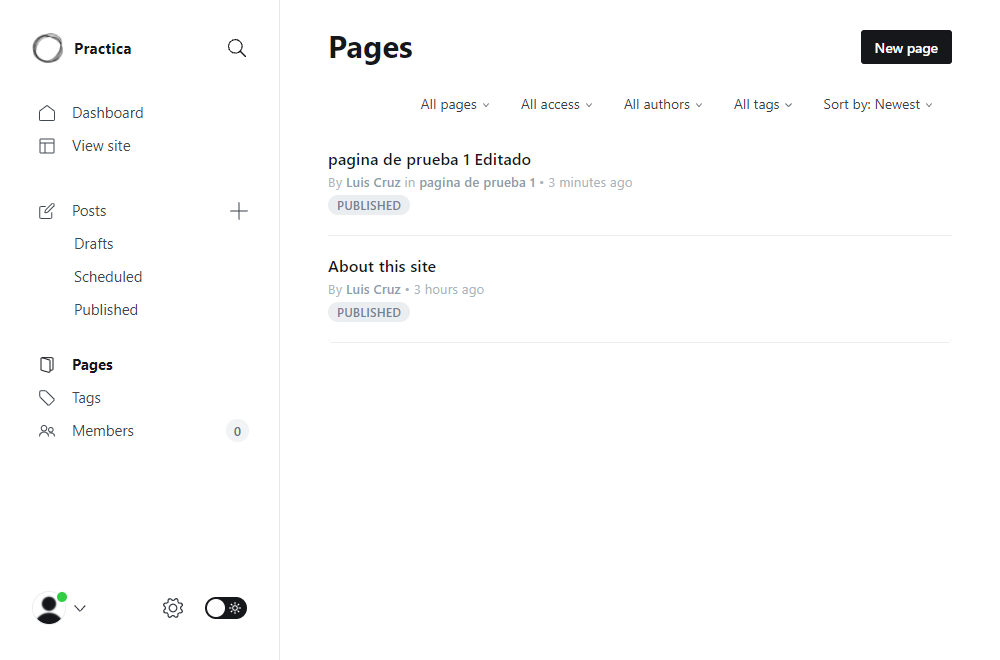 Practica
Dashboard
View site
Posts
Drafts
Scheduled
Published
Pages
Tags
Members 0
Pages
New page
All pages All access All authors All tags Sort by: Newest
pagina de prueba 1 Editado
By Luis Cruz in pagina de prueba 1 • 3 minutes ago
PUBLISHED
About this site
By Luis Cruz • 3 hours ago
PUBLISHED